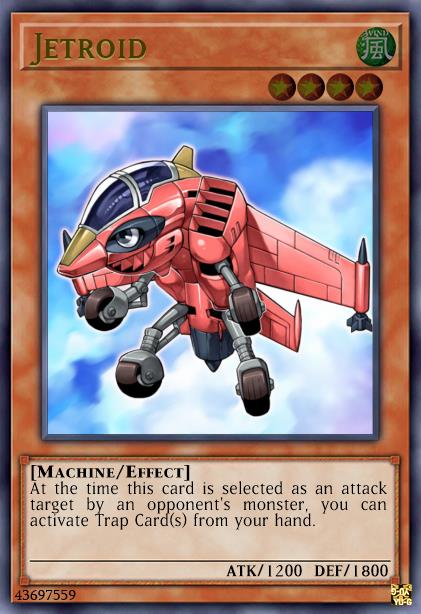 JETROID
WIND
風
[MACHINE/EFFECT]
At the time this card is selected as an attack
target by an opponent's monster, you can
activate Trap Card(s) from your hand.
ATK/1200 DEF/1800
43697559